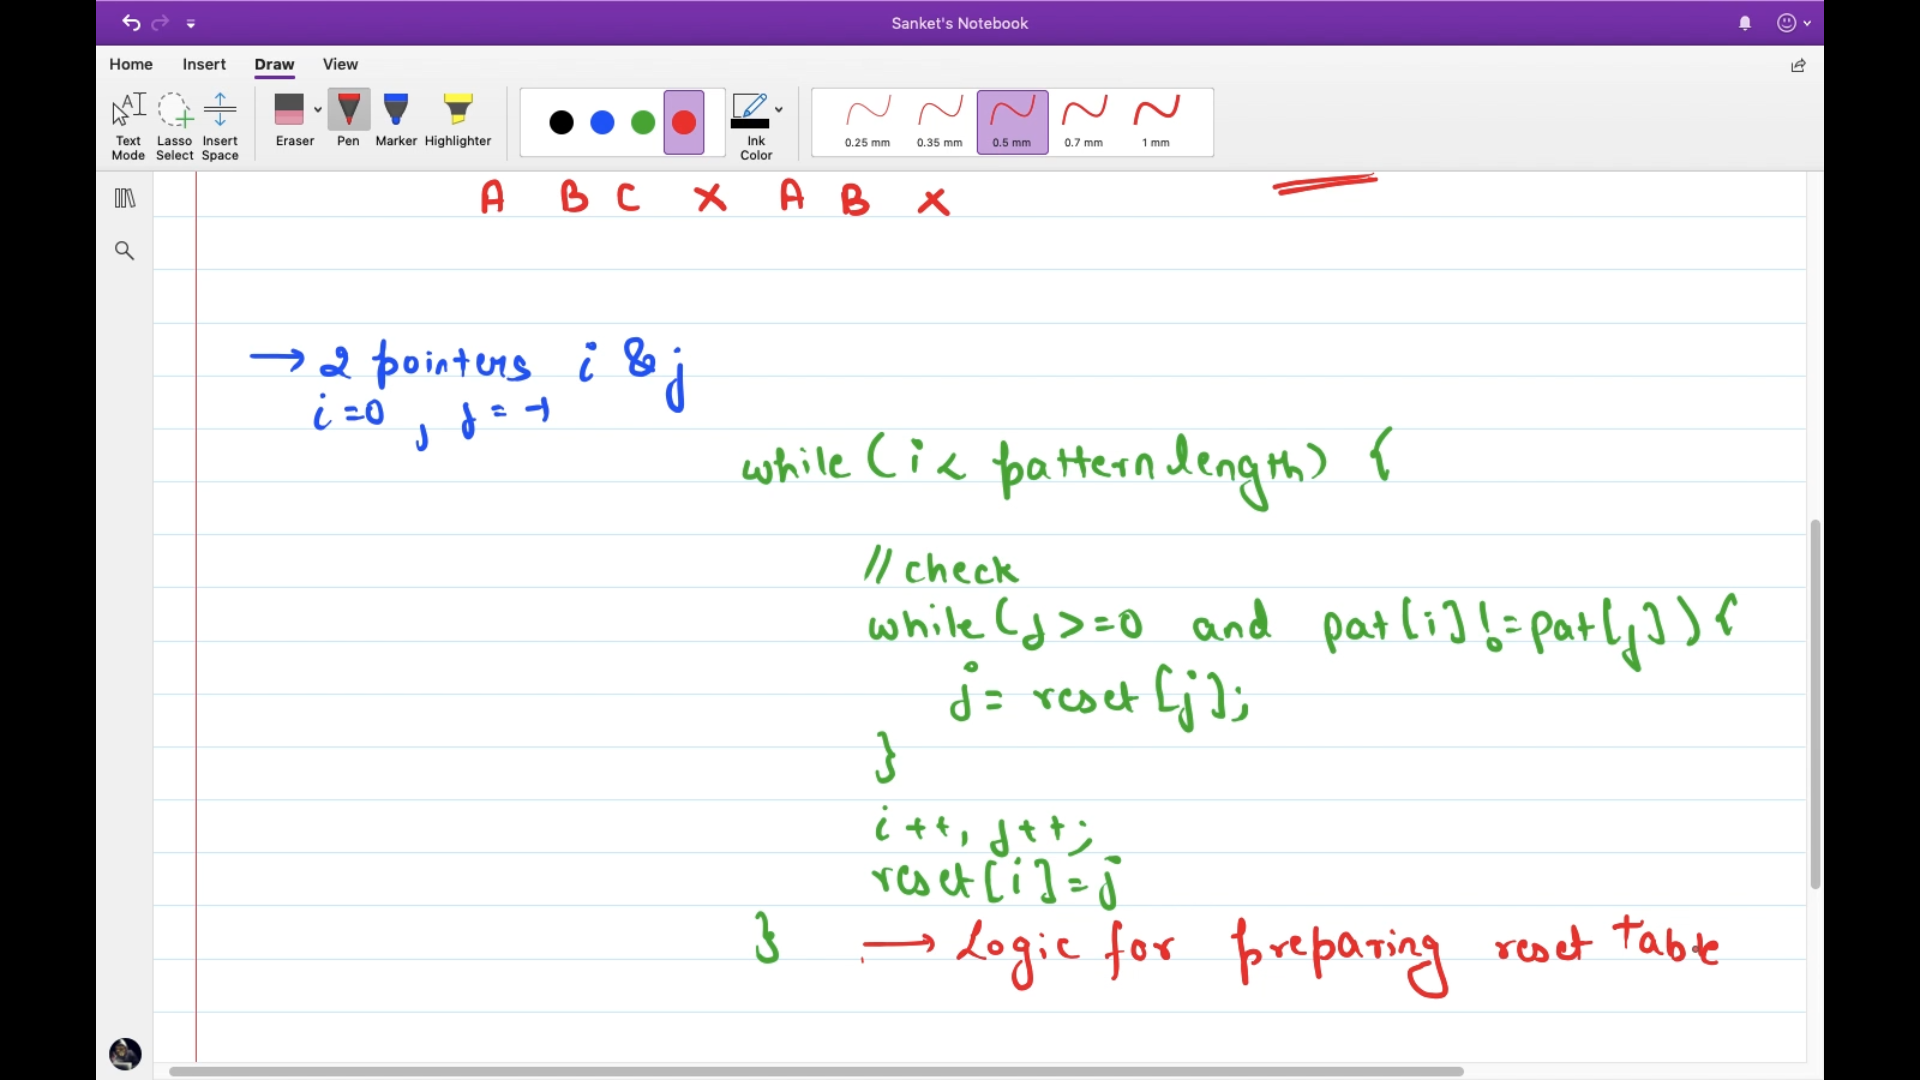 Sanket's Notebook
Home Insert Draw View
Text Mode Lasso Select Insert Space Eraser Pen Marker Highlighter Ink Color 0.25 mm 0.35 mm 0.5 mm 0.7 mm 1 mm
A B C X A B X
→ 2 pointers i & j
i=0, j=-1
while(i< patternlength) {
//check
while(j>=0 and pat[i]!=pat[j]){
j= reset[j];
}
i++, j++;
reset[i]=j
}
→ Logic for preparing reset table